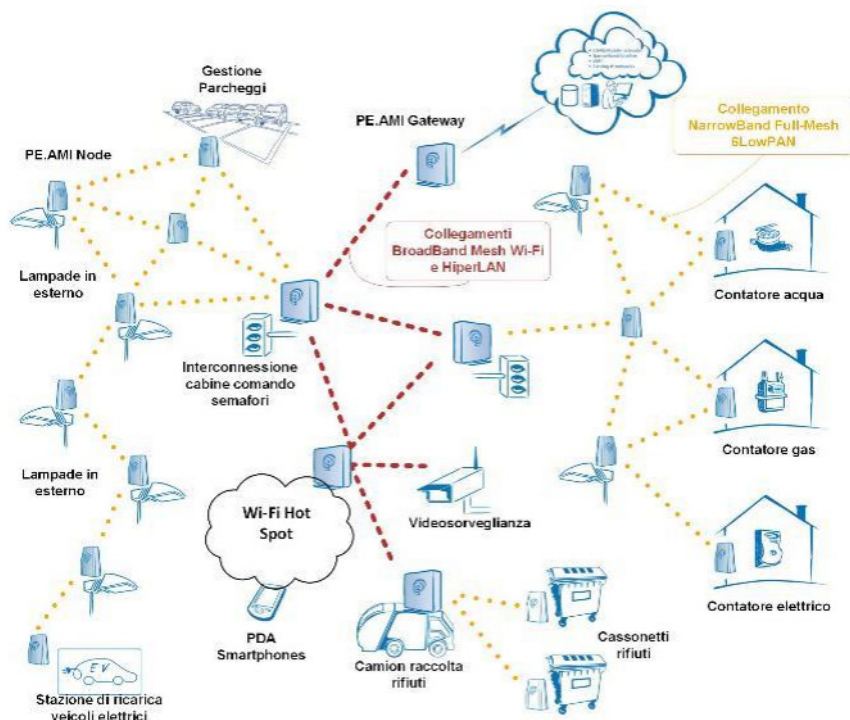 Gestione
Parcheggi
PE.AMI Gateway
Collegamento
NarrowBand Full-Mesh
6LowPAN
PE.AMI Node
Collegamenti
BroadBand Mesh Wi-Fi
e HiperLAN
Lampade in
esterno
Contatore acqua
Interconnessione
cabine comando
semafori
Lampade in
esterno
Contatore gas
Wi-Fi Hot
Spot
Videosorveglianza
Contatore elettrico
PDA
Smartphones
Camion raccolta
rifiuti
Cassonetti
rifiuti
EV
Stazione di ricarica
veicoli elettrici